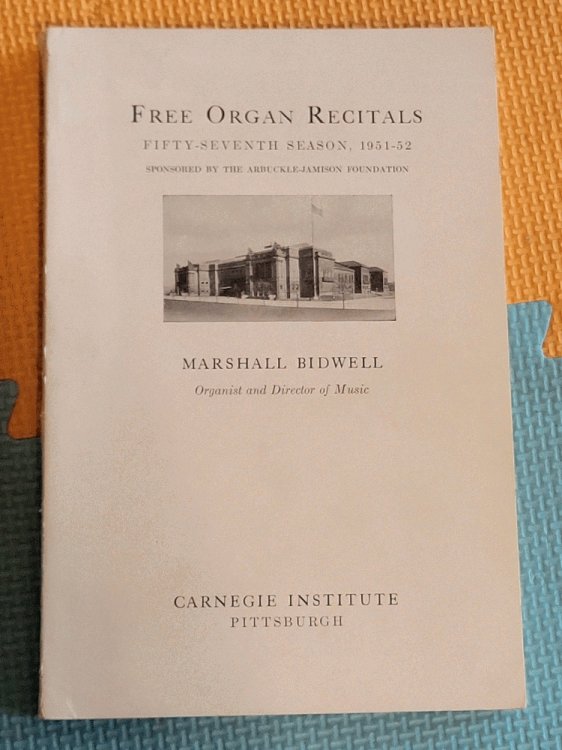 FREE ORGAN RECITALS
FIFTY-SEVENTH SEASON, 1951-52
SPONSORED BY THE ARBUCKLE-JAMISON FOUNDATION
MARSHALL BIDWELL
Organist and Director of Music
CARNEGIE INSTITUTE
PITTSBURGH